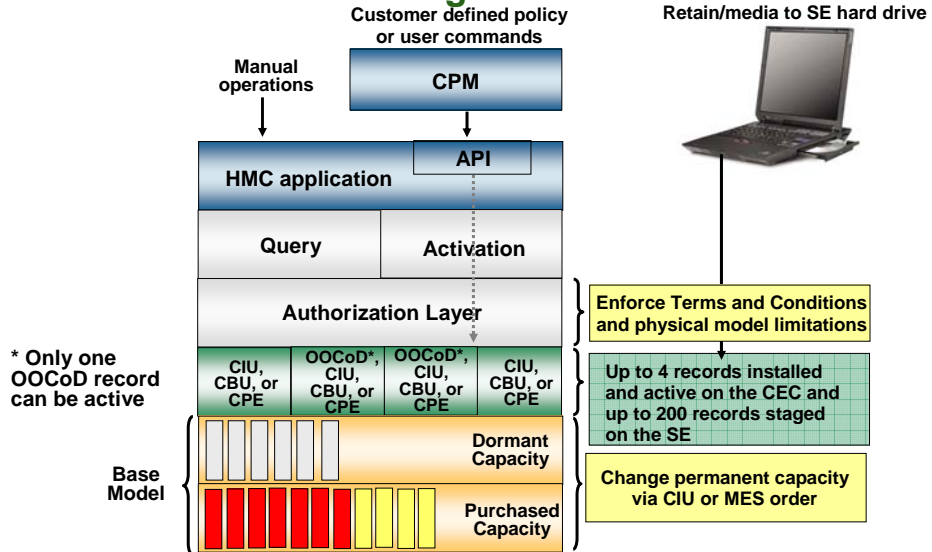 Customer defined policy
or user commands
Retain/media to SE hard drive
Manual
operations
CPM
API
HMC application
Query
Activation
Authorization Layer
Enforce Terms and Conditions
and physical model limitations
* Only one
OOCoD record
can be active
CIU,
CBU, or
CPE
OOCoD*,
CIU,
CBU, or
CPE
OOCoD*,
CIU,
CBU, or
CPE
CIU,
CBU, or
CPE
Up to 4 records installed
and active on the CEC and
up to 200 records staged
on the SE
Base
Model
Dormant
Capacity
Change permanent capacity
via CIU or MES order
Purchased
Capacity